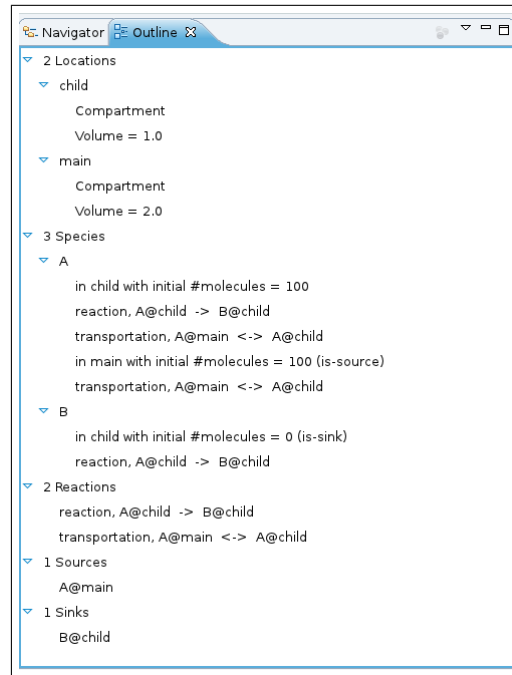 Navigator Outline
2 Locations
child
Compartment
Volume = 1.0
main
Compartment
Volume = 2.0
3 Species
A
in child with initial #molecules = 100
reaction, A@child -> B@child
transportation, A@main <-> A@child
in main with initial #molecules = 100 (is-source)
transportation, A@main <-> A@child
B
in child with initial #molecules = 0 (is-sink)
reaction, A@child -> B@child
2 Reactions
reaction, A@child -> B@child
transportation, A@main <-> A@child
1 Sources
A@main
1 Sinks
B@child